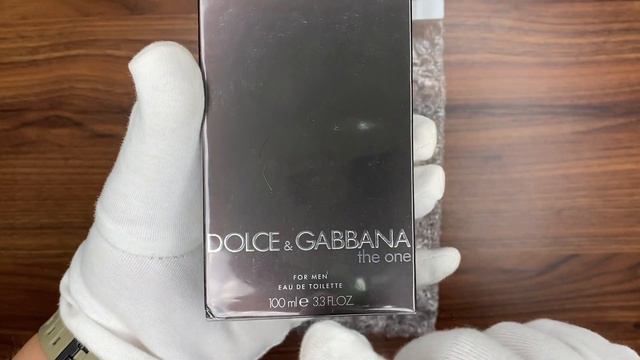 DOLCE & GABBANA
the one
FOR MEN
EAU DE TOILETTE
100 ml ℮ 3.3 FL.OZ.